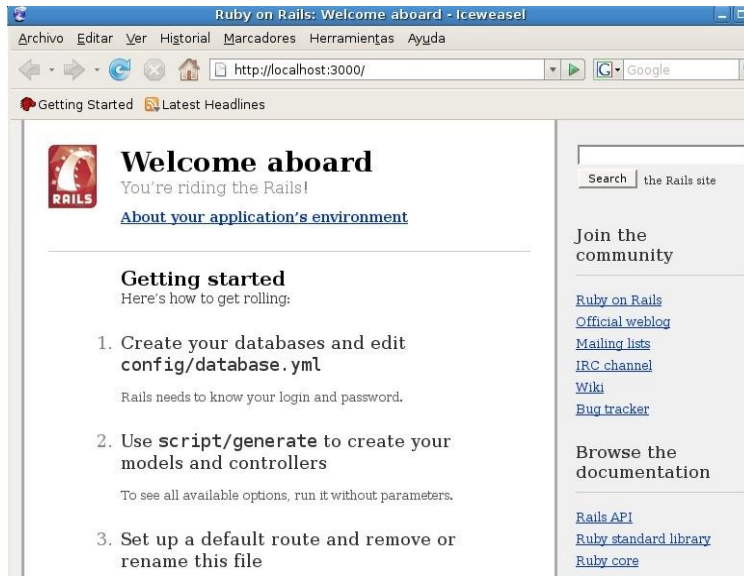 Ruby on Rails: Welcome aboard - Iceweasel
Archivo Editar Ver Historial Marcadores Herramientas Ayuda
http://localhost:3000/
G Google
Getting Started Latest Headlines
RAILS
Welcome aboard
You're riding the Rails!
About your application's environment
Getting started
Here's how to get rolling:
1. Create your databases and edit
config/database.yml
Rails needs to know your login and password.
2. Use script/generate to create your
models and controllers
To see all available options, run it without parameters.
3. Set up a default route and remove or
rename this file
Search the Rails site
Join the
community
Ruby on Rails
Official weblog
Mailing lists
IRC channel
Wiki
Bug tracker
Browse the
documentation
Rails API
Ruby standard library
Ruby core